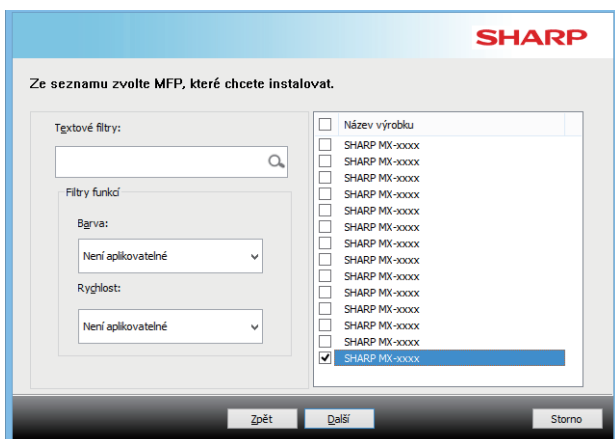 SHARP
Ze seznamu zvolte MFP, které chcete instalovat.
Textové filtry:
Filtry funkcí
Barva:
Není aplikovatelné
Rychlost:
Není aplikovatelné
Název výrobku
SHARP MX-xxxx
SHARP MX-xxxx
SHARP MX-xxxx
SHARP MX-xxxx
SHARP MX-xxxx
SHARP MX-xxxx
SHARP MX-xxxx
SHARP MX-xxxx
SHARP MX-xxxx
SHARP MX-xxxx
SHARP MX-xxxx
SHARP MX-xxxx
SHARP MX-xxxx
SHARP MX-xxxx
Zpět
Další
Storno